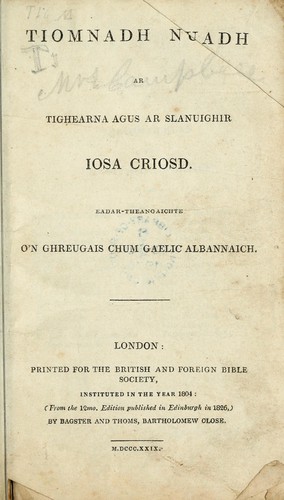 TIOMNADH NUADH
AR
TIGHEARNA AGUS AR SLANUIGHIR
IOSA CRIOSD.
EADAR-THEANGAICHTE
O'N GHREUGAIS CHUM GAELIC ALBANNAICH.
LONDON:
PRINTED FOR THE BRITISH AND FOREIGN BIBLE
SOCIETY,
INSTITUTED IN THE YEAR 1804:
(From the 12mo. Edition published in Edinburgh in 1826,)
BY BAGSTER AND THOMS, BARTHOLOMEW CLOSE.
M.DCCC.XXIX.